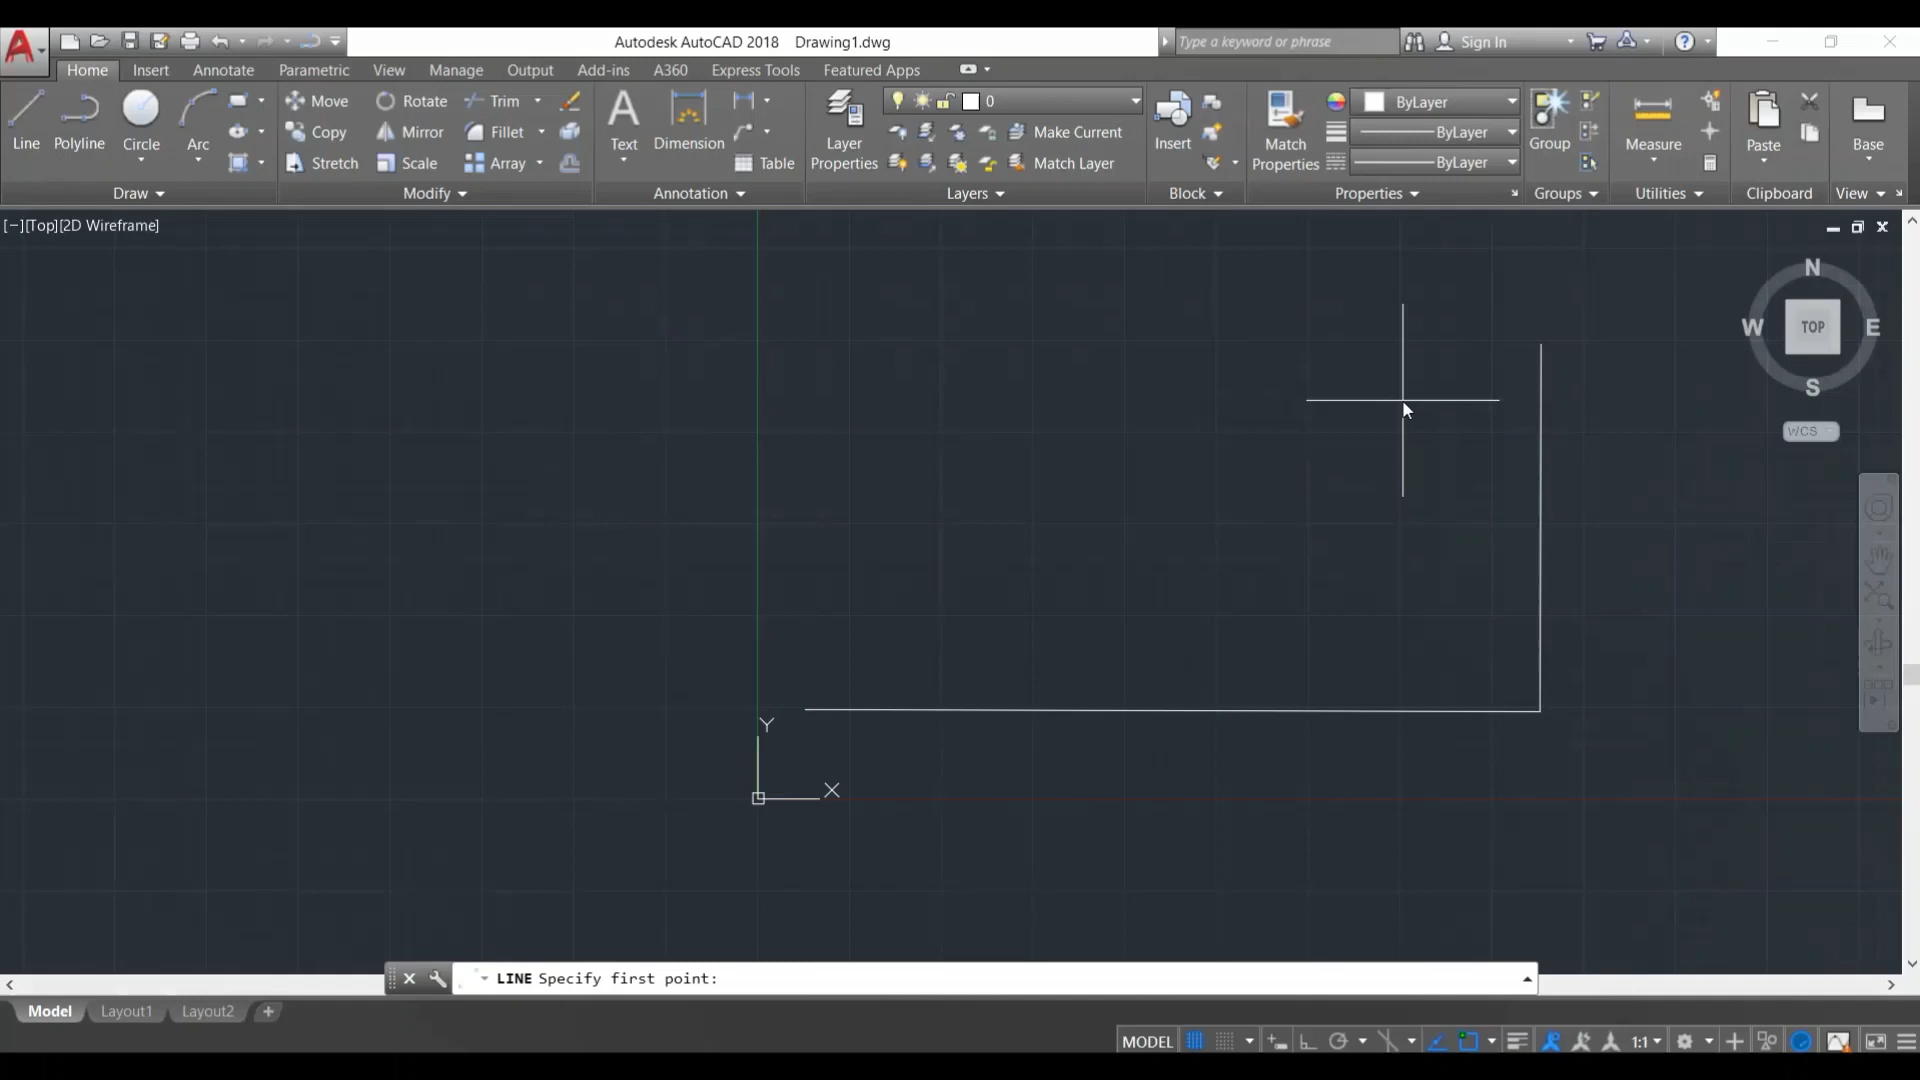 Autodesk AutoCAD 2018 Drawing1.dwg
Type a keyword or phrase
Sign In
Home Insert Annotate Parametric View Manage Output Add-ins A360 Express Tools Featured Apps
Line Polyline Circle Arc
Draw
Move Rotate Trim
Copy Mirror Fillet
Stretch Scale Array
Modify
Text Dimension Table
Annotation
Layer Properties
0
Make Current
Match Layer
Layers
Insert
Block
Match Properties
ByLayer
ByLayer
ByLayer
Properties
Group
Groups
Measure
Utilities
Paste
Clipboard
Base
View
[−][Top][2D Wireframe]
N
W TOP E
S
WCS
Y
X
LINE Specify first point:
Model Layout1 Layout2
MODEL 1:1